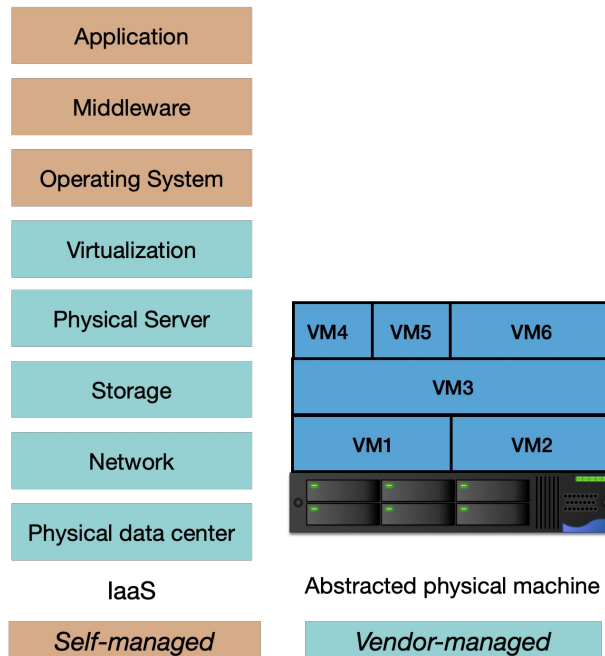 Application
Middleware
Operating System
Virtualization
Physical Server
Storage
Network
Physical data center
IaaS
VM4 VM5 VM6
VM3
VM1 VM2
Abstracted physical machine
Self-managed
Vendor-managed